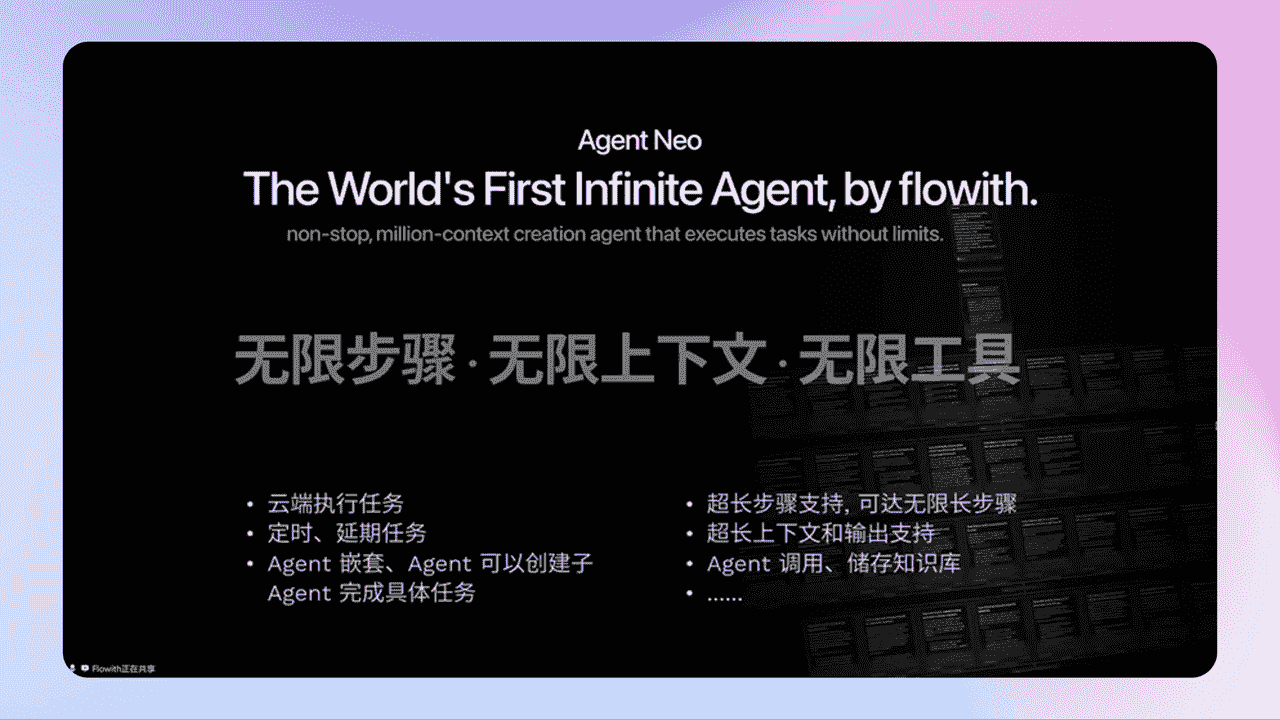 Agent Neo
The World's First Infinite Agent, by flowith.
non-stop, million-context creation agent that executes tasks without limits.
无限步骤 · 无限上下文 · 无限工具
• 云端执行任务
• 定时、延期任务
• Agent 嵌套、Agent 可以创建子
Agent 完成具体任务
• 超长步骤支持, 可达无限长步骤
• 超长上下文和输出支持
• Agent 调用、储存知识库
• ......
Flowith正在共享